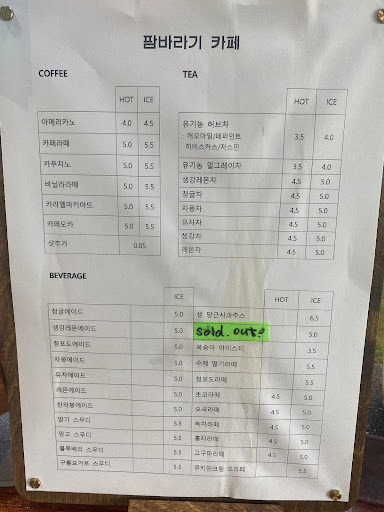 팜바라기 카페
COFFEE
HOT ICE
아메리카노 4.0 4.5
카페라떼 5.0 5.5
카푸치노 5.0 5.5
바닐라라떼 5.0 5.5
카라멜마키아또 5.0 5.5
카페모카 5.0 5.5
샷추가 0.05
TEA
HOT ICE
유기농 허브차
: 캐모마일/페퍼민트 3.5 4.0
히비스커스/자스민
유기농 얼그레이차 3.5 4.0
생강레몬차 4.5 5.0
청귤차 4.5 5.0
자몽차 4.5 5.0
유자차 4.5 5.0
생강차 4.5 5.0
레몬차 4.5 5.0
BEVERAGE
ICE
청귤에이드 5.0
생강레몬에이드 5.0
청포도에이드 5.0
자몽에이드 5.0
유자에이드 5.0
레몬에이드 5.0
한라봉에이드 5.0
딸기 스무디 5.5
망고 스무디 5.5
블루베리 스무디 5.5
구름요거트 스무디 5.5
HOT ICE
생 당근사과주스 6.5
sold.out! 5.0
복숭아 아이스티 3.5
수제 딸기라떼 5.5
청포도라떼 5.5
초코라떼 4.5 5.0
오곡라떼 4.5 5.0
녹차라떼 4.5 5.0
홍차라떼 4.5 5.0
고구마라떼 4.5 5.0
쿠키앤크림 프라페 5.5